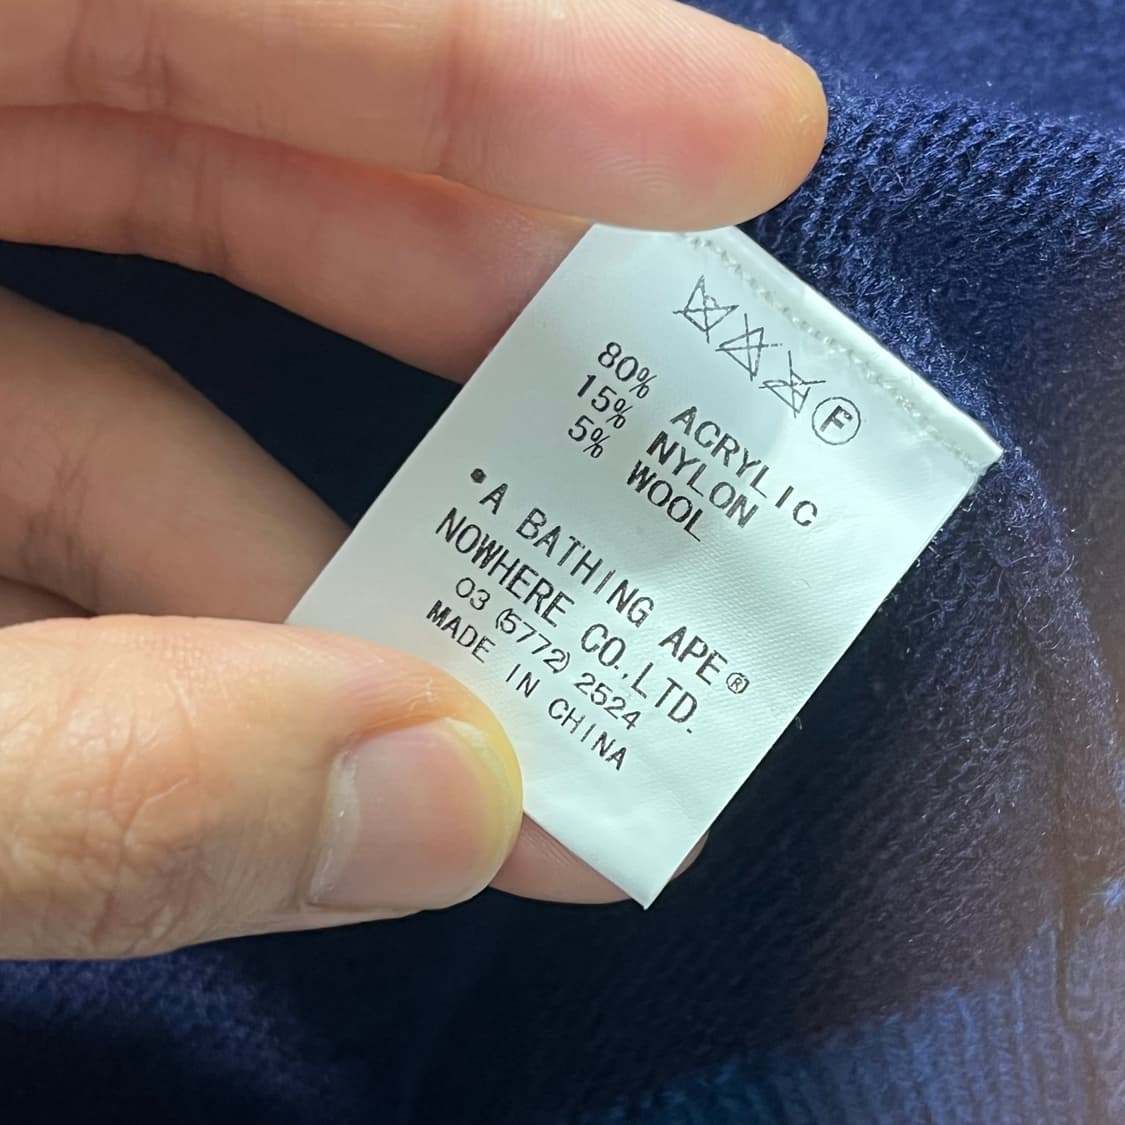 F
80% ACRYLIC
15% NYLON
5% WOOL
•A BATHING APE®
NOWHERE CO.,LTD.
03 (5772) 2524
MADE IN CHINA